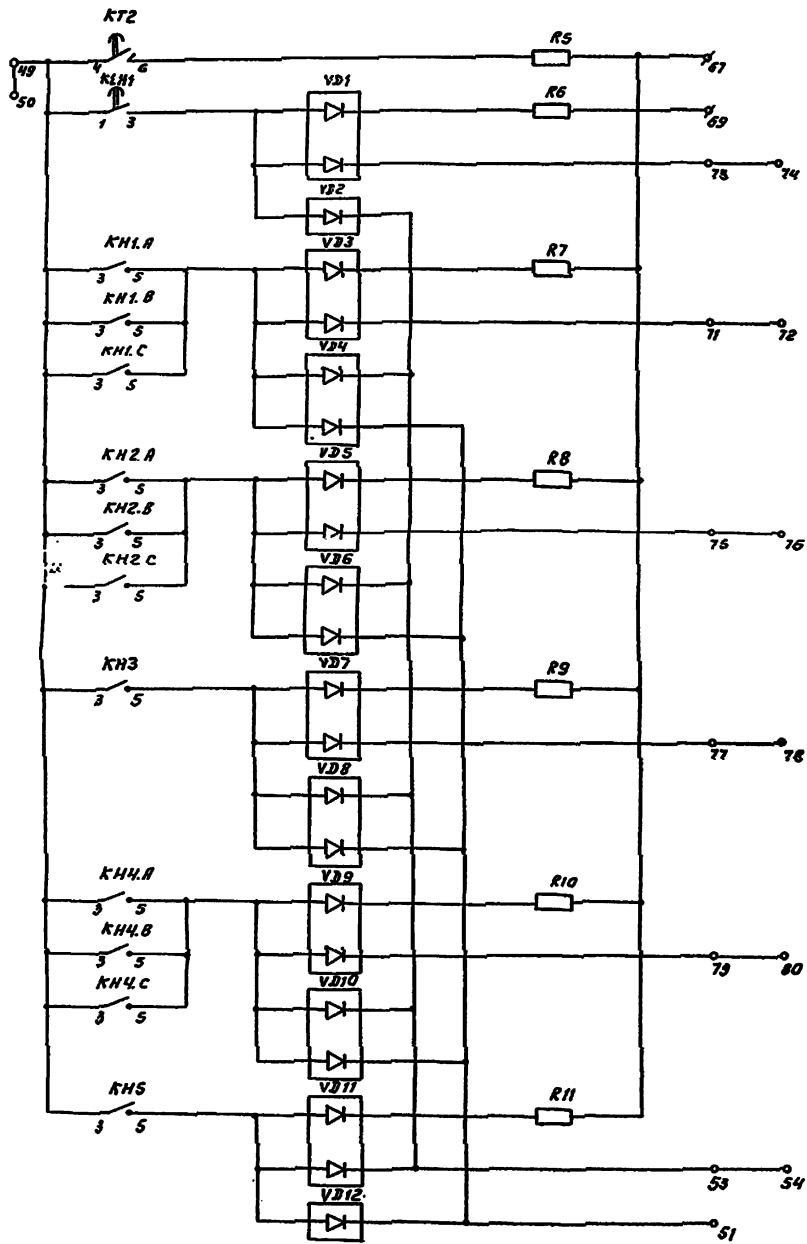 KT2
R5
49
4 6
67
50
KLH1
VD1
R6
1 3
69
73 74
VD2
KH1.A
VD3
R7
3 5
KH1.B
3 5
71 72
KH1.C
VD4
3 5
KH2.A
VD5
R8
3 5
KH2.B
3 5
75 76
KH2 C
VD6
3 5
KH3
VD7
R9
3 5
77 78
VD8
KH4.A
VD9
R10
3 5
KH4.B
3 5
79 80
KH4.C
VD10
3 5
KH5
VD11
R11
3 5
53 54
VD12
51